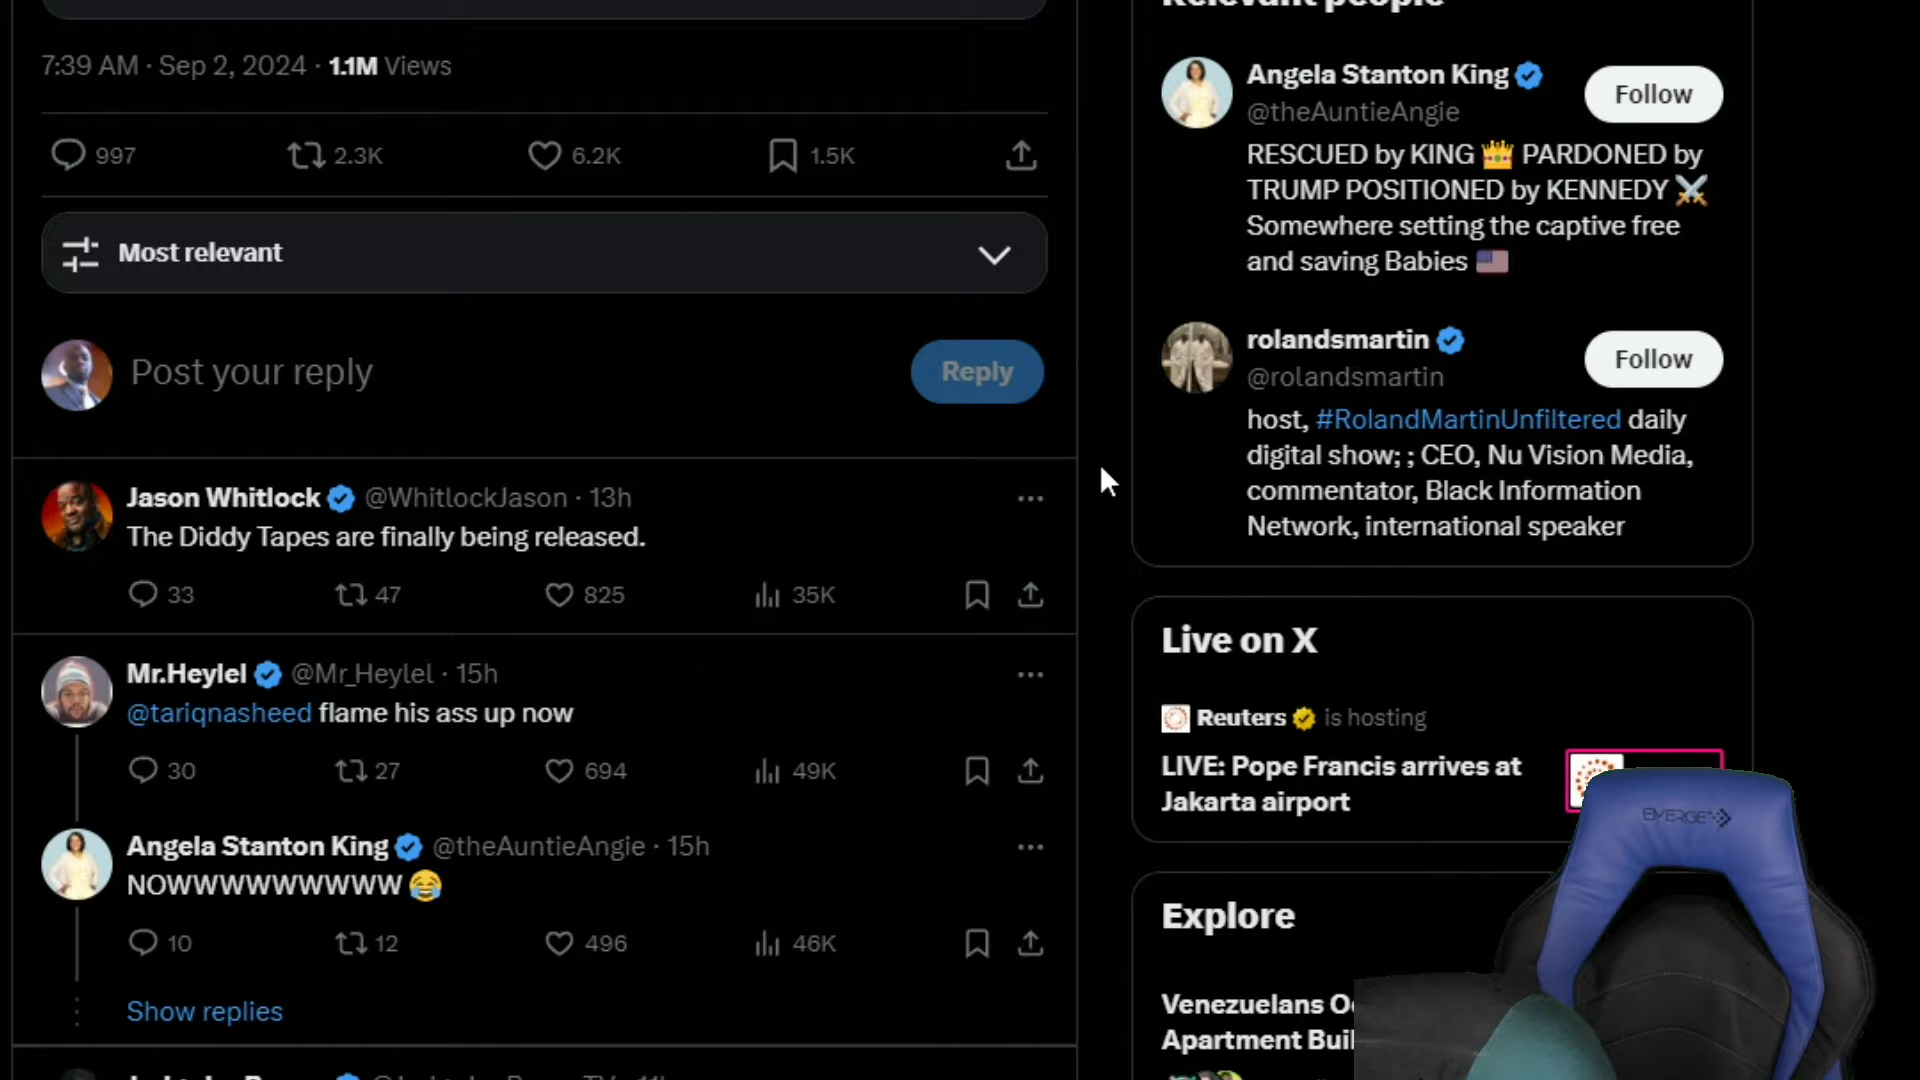 Relevant people
7:39 AM · Sep 2, 2024 · 1.1M Views
997 2.3K 6.2K 1.5K
Most relevant
Post your reply
Reply
Jason Whitlock @WhitlockJason · 13h
The Diddy Tapes are finally being released.
33 47 825 35K
Mr.Heylel @Mr_Heylel · 15h
@tariqnasheed flame his ass up now
30 27 694 49K
Angela Stanton King @theAuntieAngie · 15h
NOWWWWWWWWW 😂
10 12 496 46K
Show replies
Angela Stanton King
@theAuntieAngie
Follow
RESCUED by KING 👑 PARDONED by
TRUMP POSITIONED by KENNEDY ⚔️
Somewhere setting the captive free
and saving Babies 🇺🇸
rolandsmartin
@rolandsmartin
Follow
host, #RolandMartinUnfiltered daily
digital show; ; CEO, Nu Vision Media,
commentator, Black Information
Network, international speaker
Live on X
Reuters is hosting
LIVE: Pope Francis arrives at
Jakarta airport
EMERGE
Explore
Venezuelans
Apartment